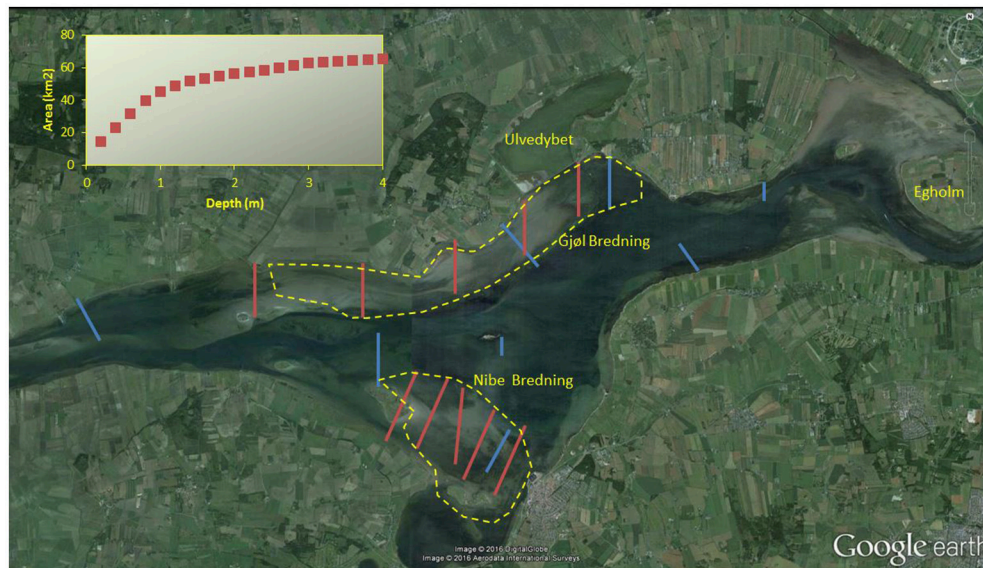 80
60
40
20
0
Area (km2)
0 1 2 3 4
Depth (m)
N
Ulvedybet
Egholm
Gjøl Bredning
Nibe Bredning
Image © 2016 DigitalGlobe
Image © 2016 Aerodata International Surveys
Google earth